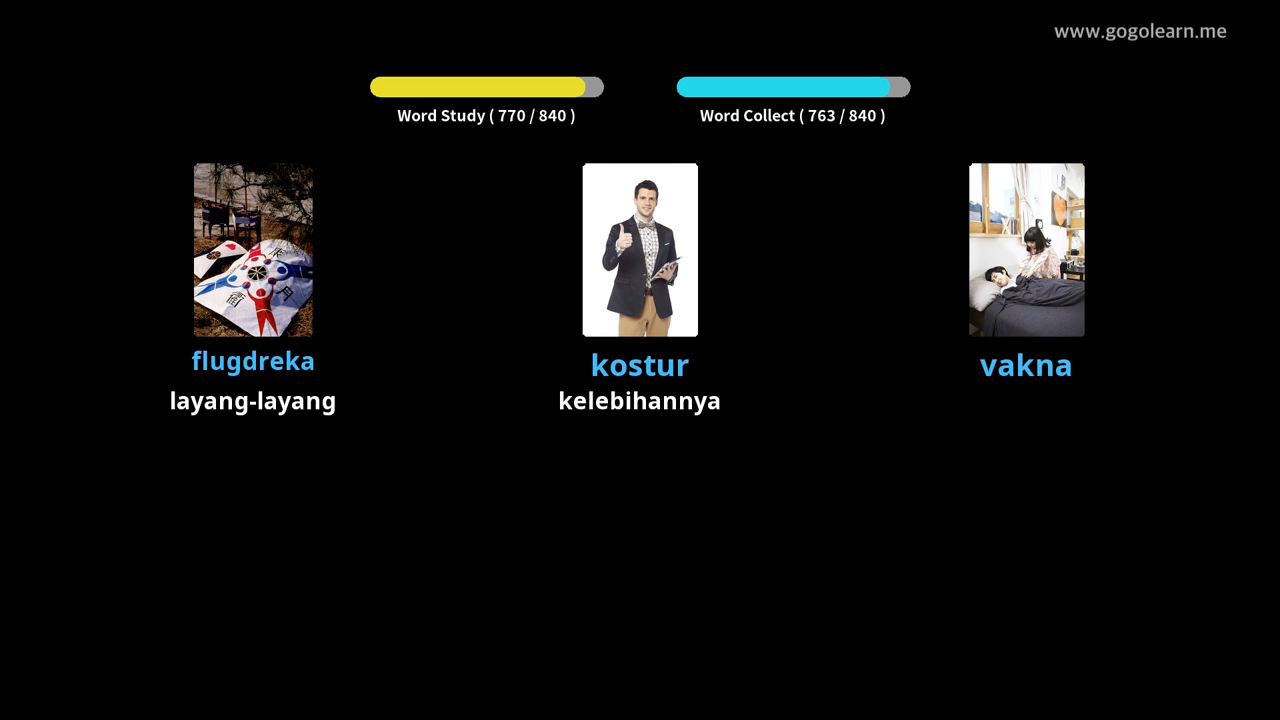 www.gogolearn.me
Word Study ( 770 / 840 )
Word Collect ( 763 / 840 )
flugdreka
layang-layang
kostur
kelebihannya
vakna